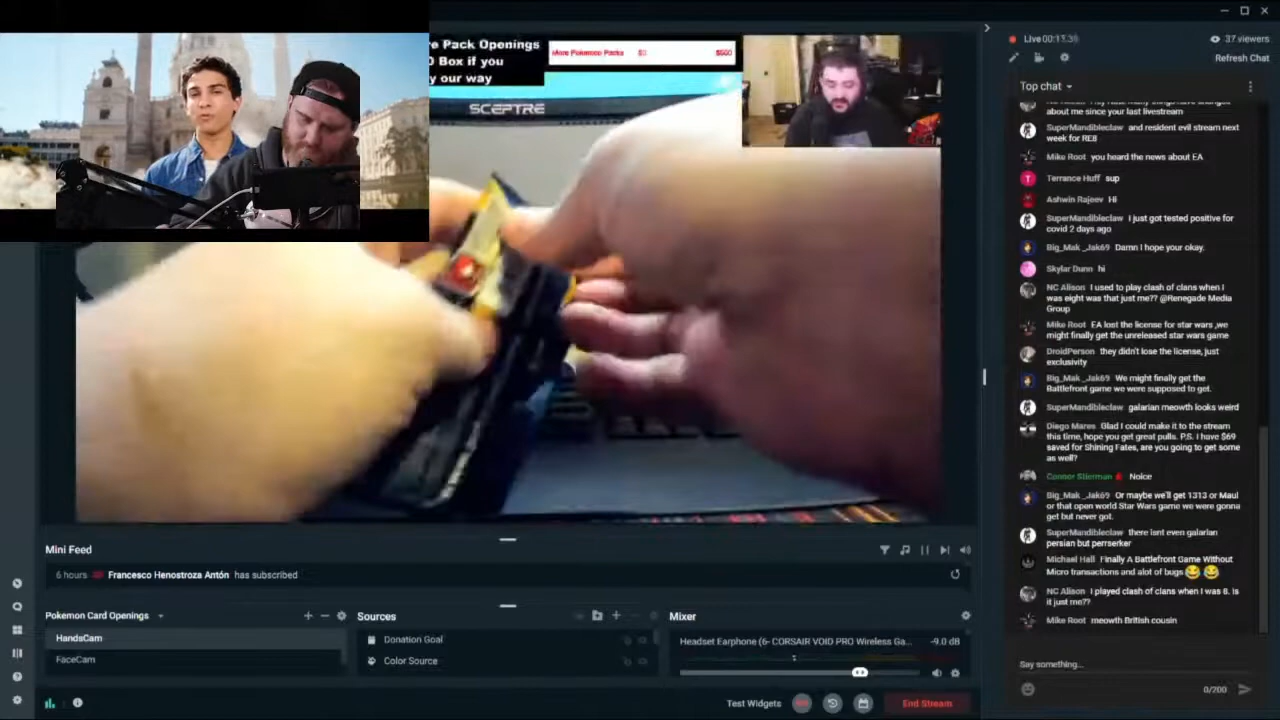 re Pack Openings
O Box if you
y our way
More Pokemon Packs $0 $500
SCEPTRE
Live 00:17:39
37 viewers
Refresh Chat
Top chat
about me since your last livestream
SuperMandibleclaw and resident evil stream next
week for RE8
Mike Root you heard the news about EA
Terrance Huff sup
Ashwin Rajeev Hi
SuperMandibleclaw I just got tested positive for
covid 2 days ago
Big_Mak_Jak69 Damn I hope your okay.
Skylar Dunn hi
NC Alison I used to play clash of clans when I
was eight was that just me?? @Renegade Media
Group
Mike Root EA lost the license for star wars ,we
might finally get the unreleased star wars game
DroidPerson they didn't lose the license, just
exclusivity
Big_Mak_Jak69 We might finally get the
Battlefront game we were supposed to get.
SuperMandibleclaw galarian meowth looks weird
Diego Mares Glad I could make it to the stream
this time, hope you get great pulls. P.S. I have $69
saved for Shining Fates, are you going to get some
as well?
Connor Stierman Noice
Big_Mak_Jak69 Or maybe we'll get 1313 or Maul
or that open world Star Wars game we were gonna
get but never got.
SuperMandibleclaw there isnt even galarian
persian but perrserker
Michael Hall Finally A Battlefront Game Without
Micro transactions and alot of bugs
NC Alison I played clash of clans when I was 8. Is
it just me??
Mike Root meowth British cousin
Say something...
0/200
Mini Feed
6 hours Francesco Henostroza Antón has subscribed
Pokemon Card Openings
HandsCam
FaceCam
Sources
Donation Goal
Color Source
Mixer
Headset Earphone (6- CORSAIR VOID PRO Wireless Ga... -9.0 dB
Test Widgets
End Stream